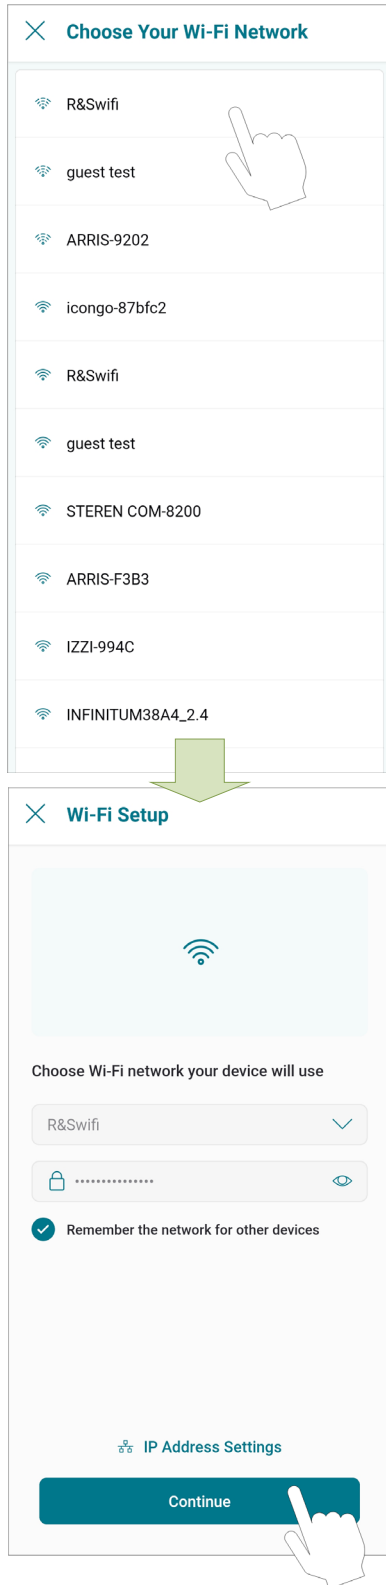 Choose Your Wi-Fi Network
R&Swifi
guest test
ARRIS-9202
icongo-87bfc2
R&Swifi
guest test
STEREN COM-8200
ARRIS-F3B3
IZZI-994C
INFINITUM38A4_2.4
Wi-Fi Setup
Choose Wi-Fi network your device will use
R&Swifi
•••••••••••••••
Remember the network for other devices
IP Address Settings
Continue